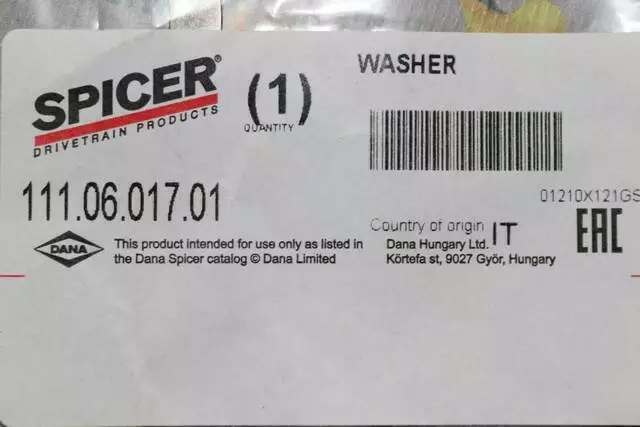 SPICER®
DRIVETRAIN PRODUCTS
(1)
QUANTITY
WASHER
111.06.017.01
01210X121GS
DANA
This product intended for use only as listed in
the Dana Spicer catalog © Dana Limited
Country of origin IT
Dana Hungary Ltd.
Körtefa st, 9027 Győr, Hungary
EAC